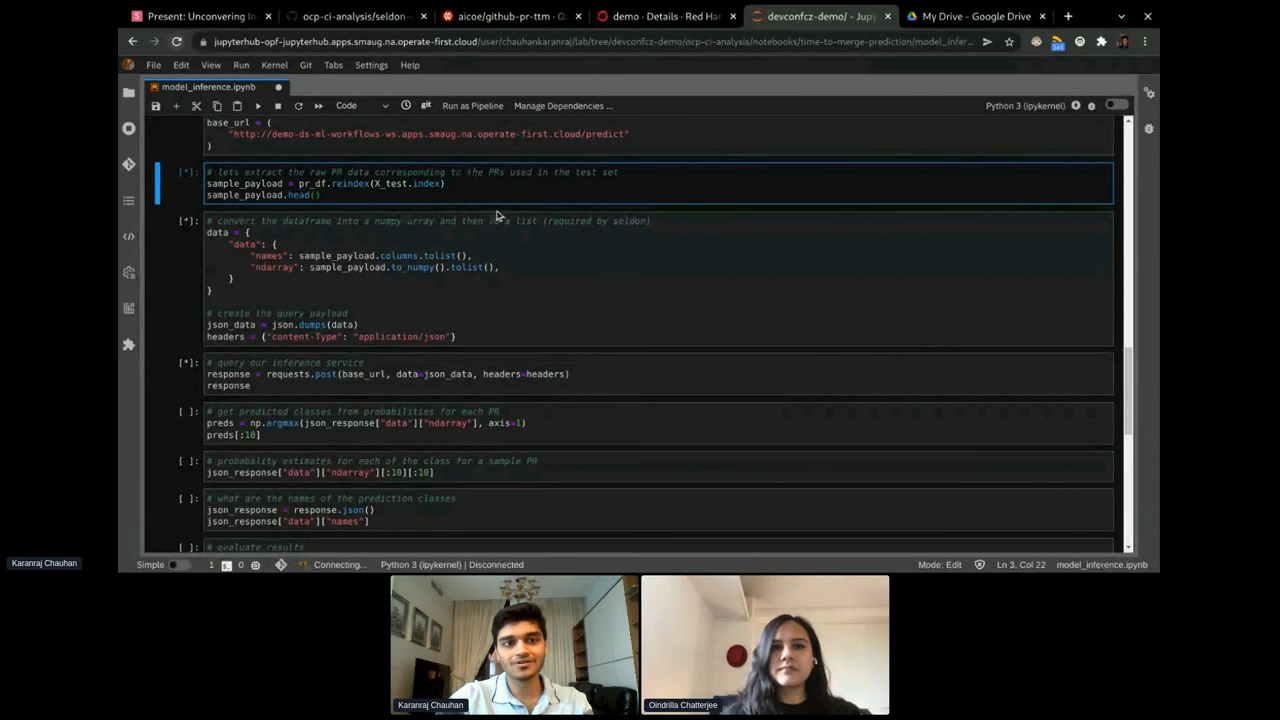 Present: Unconvering In
ocp-ci-analysis/seldon-
aicoe/github-pr-ttm · Q
demo · Details · Red Ha
devconfcz-demo/ - Jupy
My Drive - Google Drive
jupyterhub-opf-jupyterhub.apps.smaug.na.operate-first.cloud/user/chauhankaranraj/lab/tree/devconfcz-demo/ocp-ci-analysis/notebooks/time-to-merge-prediction/model_infer...
File Edit View Run Kernel Git Tabs Settings Help
model_inference.ipynb
Code
git
Run as Pipeline
Manage Dependencies ...
Python 3 (ipykernel)
base_url = (
"http://demo-ds-ml-workflows-ws.apps.smaug.na.operate-first.cloud/predict"
)
[*]: # lets extract the raw PR data corresponding to the PRs used in the test set
sample_payload = pr_df.reindex(X_test.index)
sample_payload.head()
[*]: # convert the dataframe into a numpy array and then to a list (required by seldon)
data = {
"data": {
"names": sample_payload.columns.tolist(),
"ndarray": sample_payload.to_numpy().tolist(),
}
}
# create the query payload
json_data = json.dumps(data)
headers = {"content-Type": "application/json"}
[*]: # query our inference service
response = requests.post(base_url, data=json_data, headers=headers)
response
[ ]: # get predicted classes from probabilities for each PR
preds = np.argmax(json_response["data"]["ndarray"], axis=1)
preds[:10]
[ ]: # probabality estimates for each of the class for a sample PR
json_response["data"]["ndarray"][:10][:10]
[ ]: # what are the names of the prediction classes
json_response = response.json()
json_response["data"]["names"]
[ ]: # evaluate results
Simple
1
0
Connecting...
Python 3 (ipykernel) | Disconnected
Mode: Edit
Ln 3, Col 22
model_inference.ipynb
Karanraj Chauhan
Karanraj Chauhan
Oindrilla Chatterjee